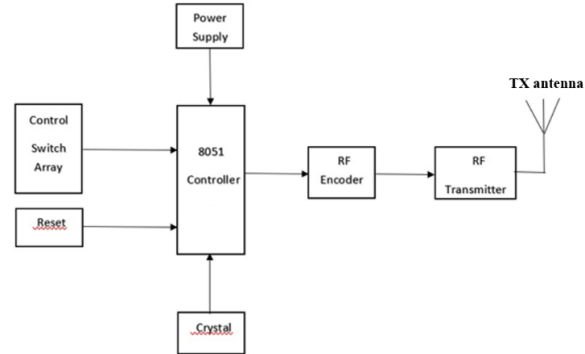 Power
Supply
TX antenna
Control
Switch
Array
8051
Controller
RF
Encoder
RF
Transmitter
Reset
Crystal